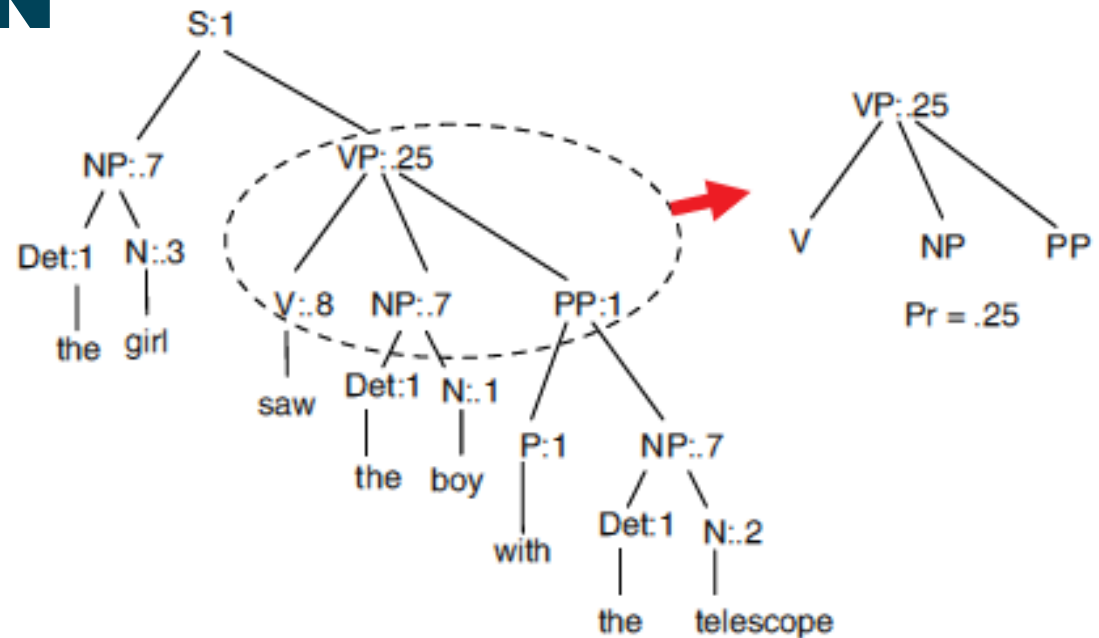 N
S:1
VP:.25
NP:.7 VP:.25
Det:1 N:.3
V NP PP
V:.8 NP:.7 PP:1
Pr = .25
the girl
Det:1 N:.1
saw
P:1 NP:.7
the boy
Det:1 N:.2
with
the telescope